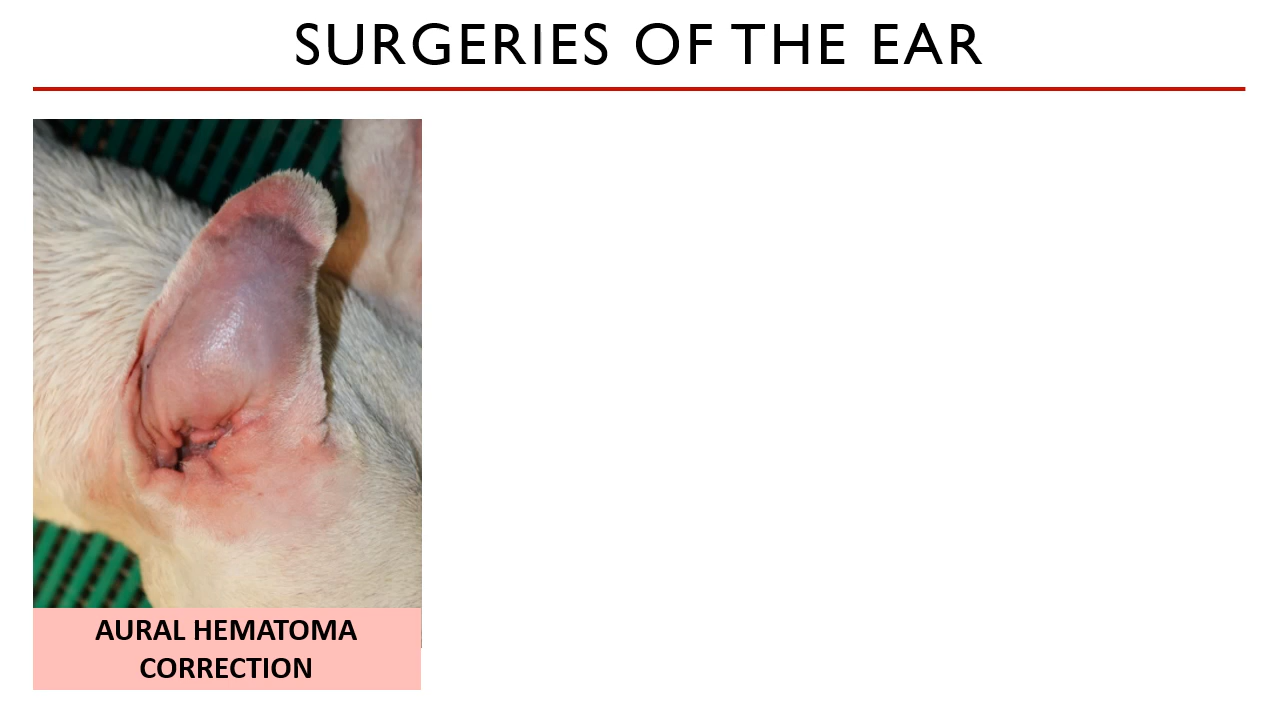 SURGERIES OF THE EAR
AURAL HEMATOMA
CORRECTION